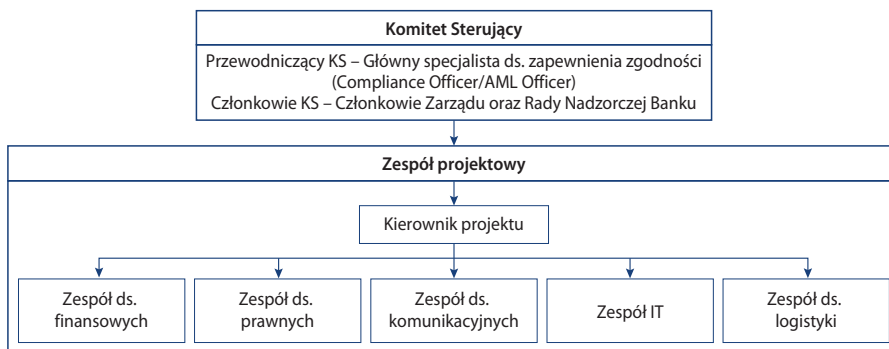 Komitet Sterujący
Przewodniczący KS – Główny specjalista ds. zapewnienia zgodności
(Compliance Officer/AML Officer)
Członkowie KS – Członkowie Zarządu oraz Rady Nadzorczej Banku
Zespół projektowy
Kierownik projektu
Zespół ds.
finansowych
Zespół ds.
prawnych
Zespół ds.
komunikacyjnych
Zespół IT
Zespół ds.
logistyki